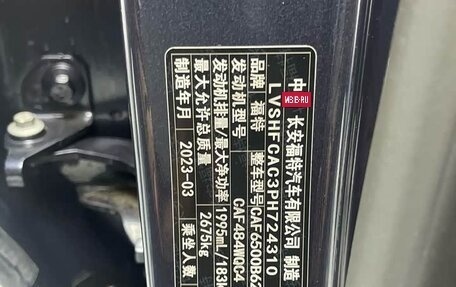 中 长安福特汽车有限公司 制造
LVSHFCAC3PH724310
品牌 福特 整车型号 CAF6500B62
发动机型号 CAF484WQC4
发动机排量/最大净功率 1995mL/183k
最大允许总质量 2675kg
制造年月 2023-03 乘坐人数
WSB.RU